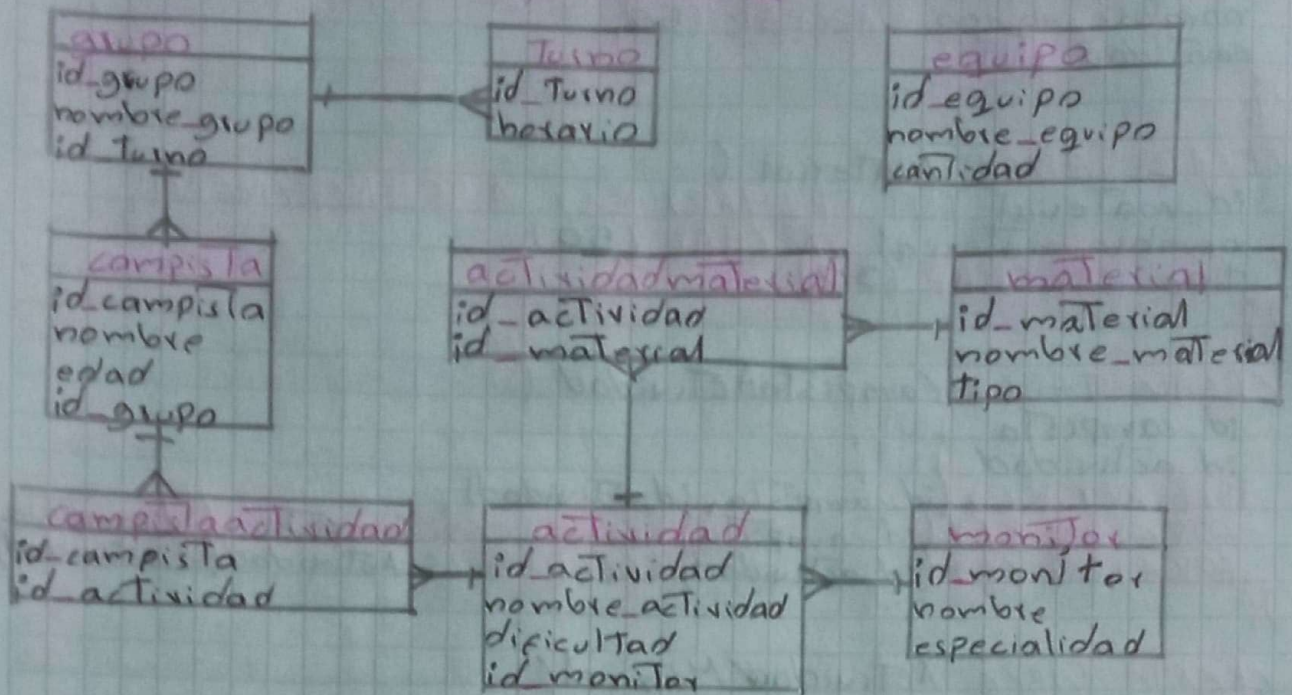 grupo
id_grupo
nombre_grupo
id_Turno
Turno
id_Turno
horario
equipo
id_equipo
nombre_equipo
canTidad
campisTa
id_campisTa
nombre
edad
id_grupo
acTividadmaTerial
id_acTividad
id_maTerial
maTerial
id_maTerial
nombre_maTerial
tipo
campisTaacTividad
id_campisTa
id_acTividad
acTividad
id_acTividad
nombre_acTividad
dificulTad
id_moniTor
moniTor
id_monitor
nombre
especialidad